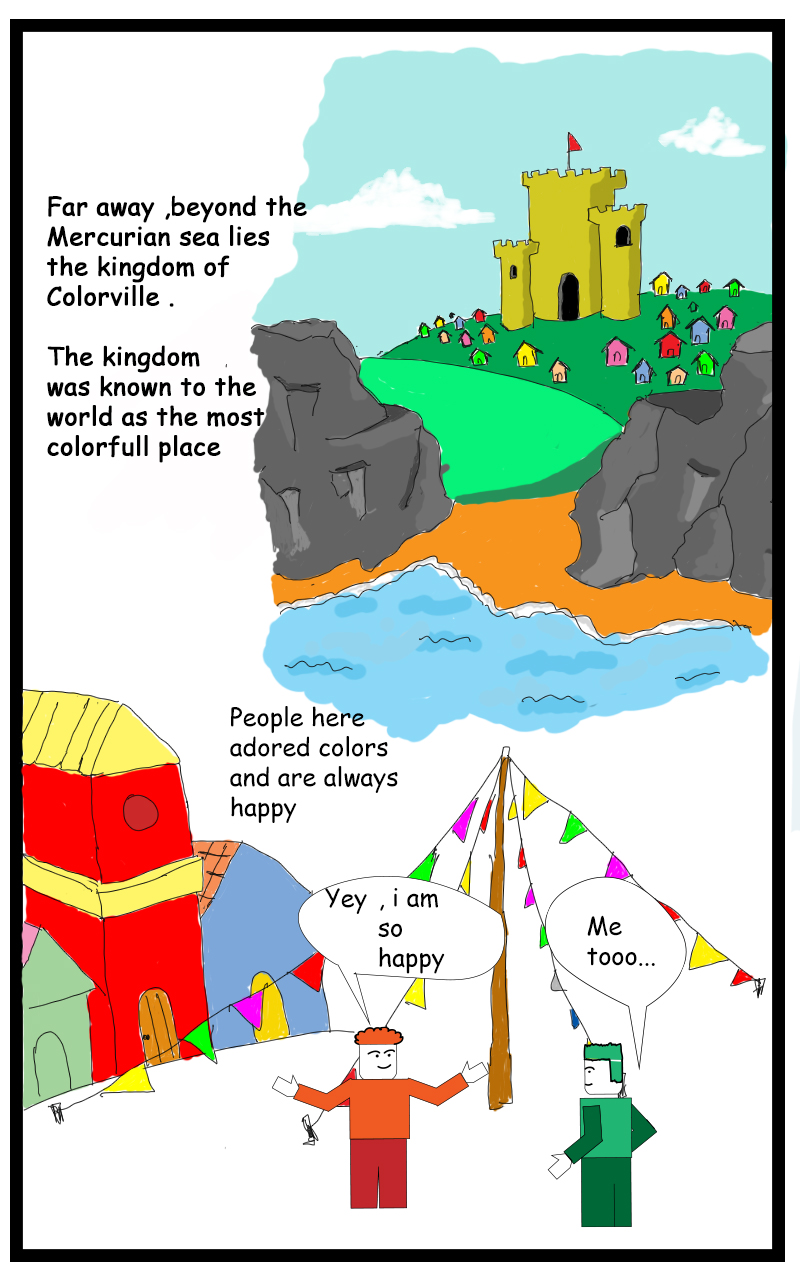 Far away ,beyond the
Mercurian sea lies
the kingdom of
Colorville .
The kingdom
was known to the
world as the most
colorfull place
People here
adored colors
and are always
happy
Yey , i am
so
happy
Me
tooo...